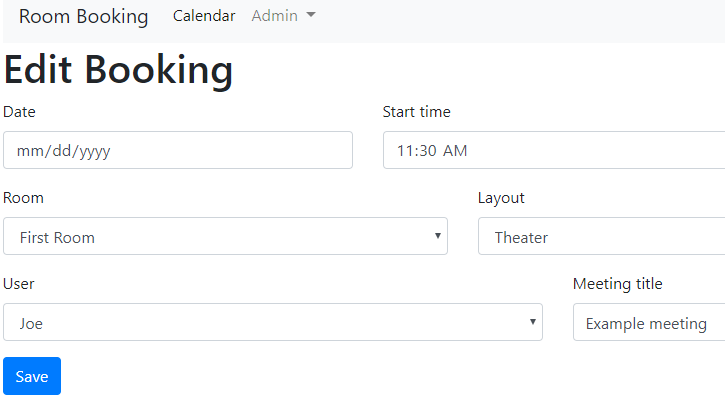 Room Booking Calendar Admin
Edit Booking
Date Start time
mm/dd/yyyy 11:30 AM
Room Layout
First Room Theater
User Meeting title
Joe Example meeting
Save